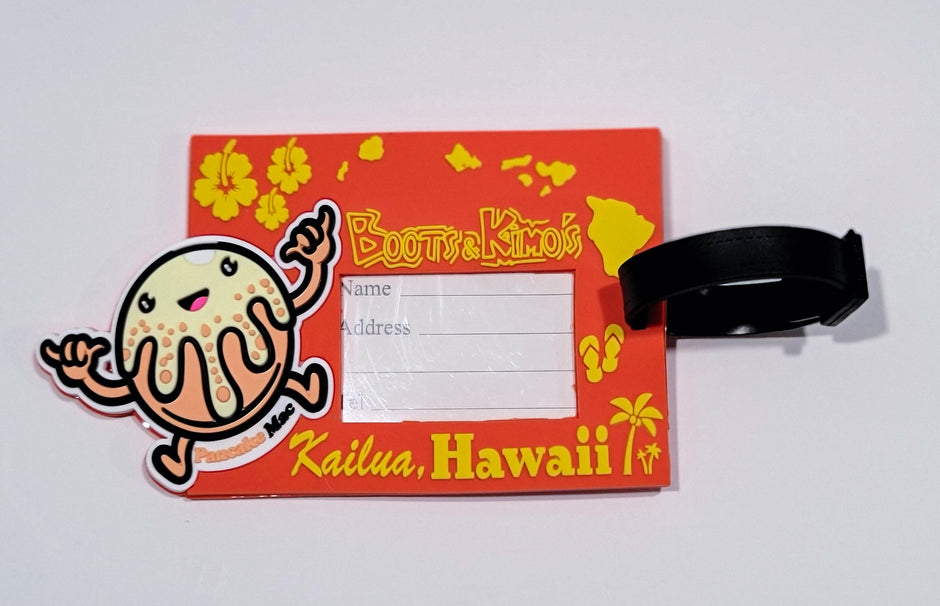 BOOTS & KIMO'S
Name
Address
Tel
Pancake Mac
Kailua, Hawaii